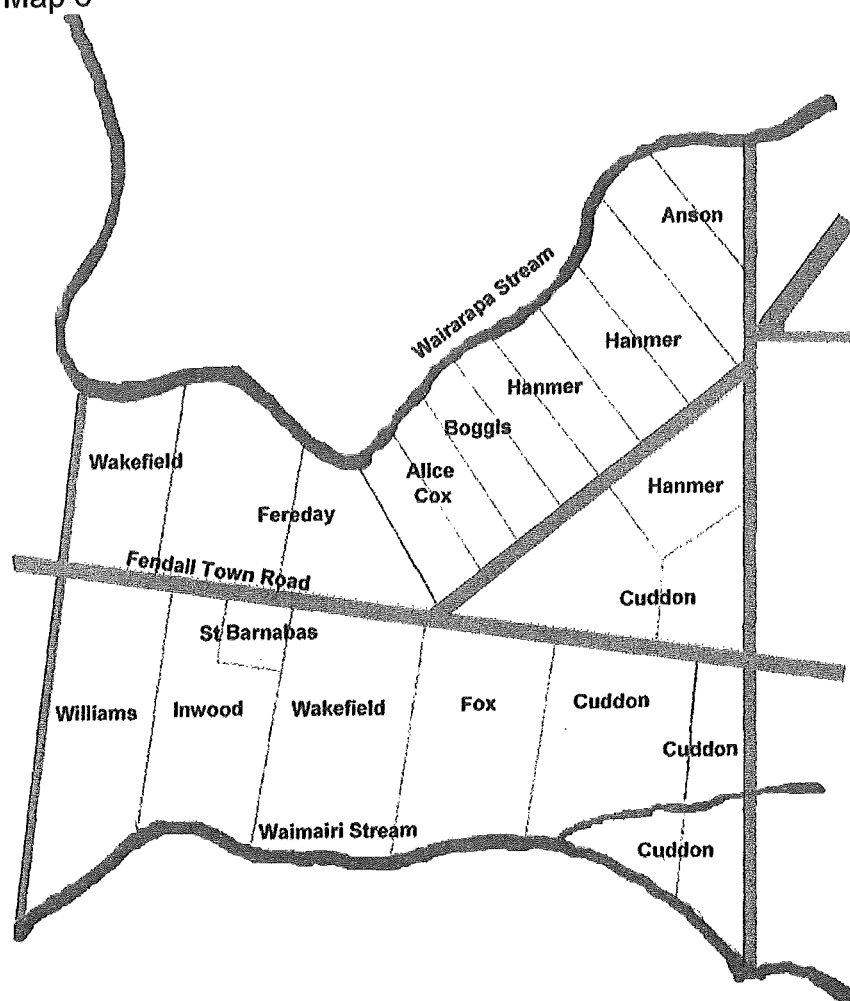 Map 6
Anson
Wairarapa Stream
Hanmer
Hanmer
Boggls
Wakefield
Alice
Cox
Hanmer
Fereday
Fendall Town Road
Cuddon
St Barnabas
Williams
Inwood
Wakefield
Fox
Cuddon
Cuddon
Waimairi Stream
Cuddon